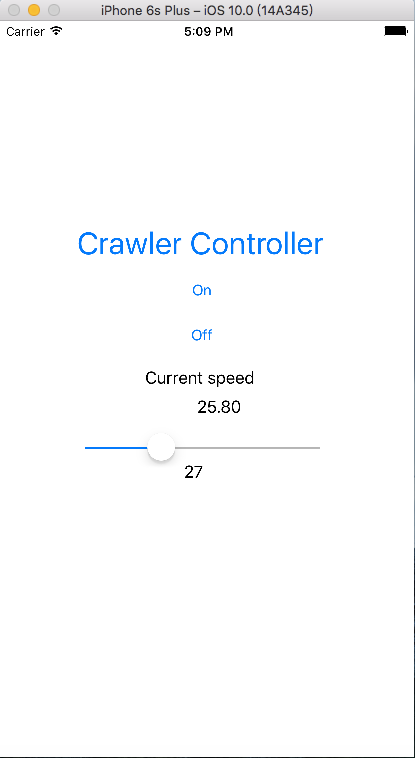 iPhone 6s Plus – iOS 10.0 (14A345)
Carrier 5:09 PM
Crawler Controller
On
Off
Current speed
25.80
27